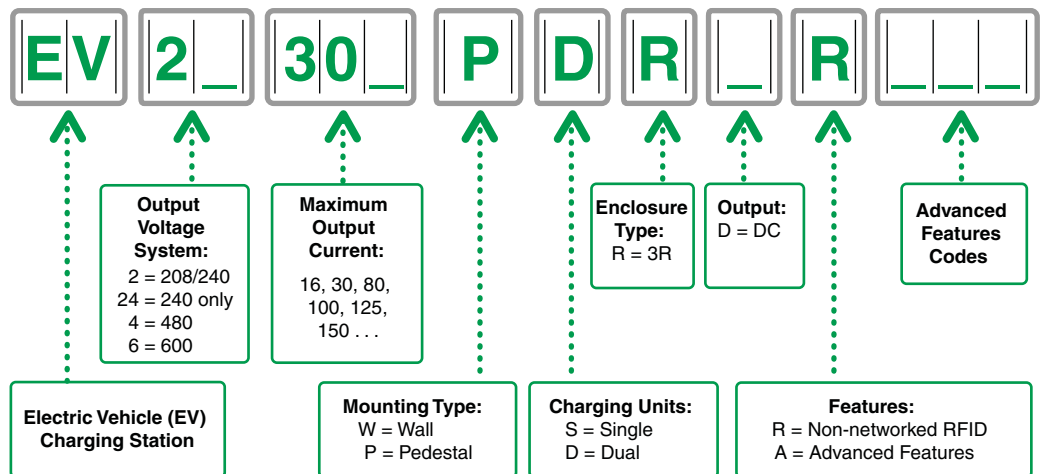 EV 2_ 30_ P D R _ R _ _ _
Output
Voltage
System:
2 = 208/240
24 = 240 only
4 = 480
6 = 600
Maximum
Output
Current:
16, 30, 80,
100, 125,
150 . . .
Enclosure
Type:
R = 3R
Output:
D = DC
Advanced
Features
Codes
Electric Vehicle (EV)
Charging Station
Mounting Type:
W = Wall
P = Pedestal
Charging Units:
S = Single
D = Dual
Features:
R = Non-networked RFID
A = Advanced Features